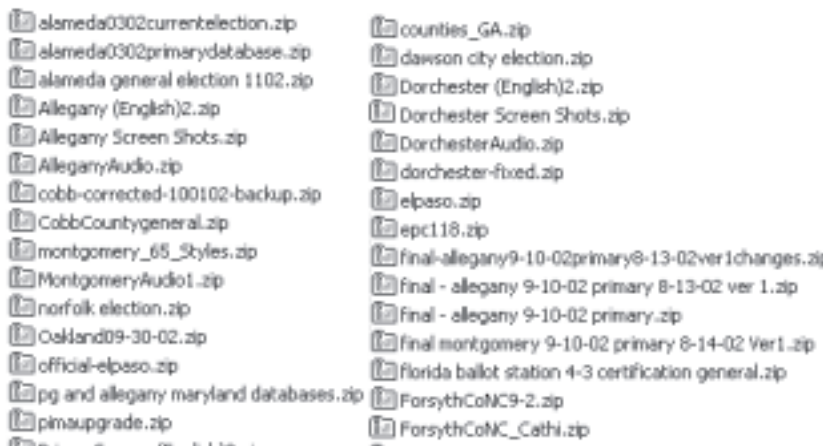 alameda0302currentelection.zip
alameda0302primarydatabase.zip
alameda general election 1102.zip
Allegany (English)2.zip
Allegany Screen Shots.zip
AlleganyAudio.zip
cobb-corrected-100102-backup.zip
CobbCountygeneral.zip
montgomery_65_Styles.zip
MontgomeryAudio1.zip
norfolk election.zip
Oakland09-30-02.zip
official-elpaso.zip
pg and allegany maryland databases.zip
pimaupgrade.zip
counties_GA.zip
dawson city election.zip
Dorchester (English)2.zip
Dorchester Screen Shots.zip
DorchesterAudio.zip
dorchester-fixed.zip
elpaso.zip
epc118.zip
final-allegany9-10-02primary8-13-02ver1changes.zip
final - allegany 9-10-02 primary 8-13-02 ver 1.zip
final - allegany 9-10-02 primary.zip
final montgomery 9-10-02 primary 8-14-02 Ver1.zip
florida ballot station 4-3 certification general.zip
ForsythCoNC9-2.zip
ForsythCoNC_Cathi.zip